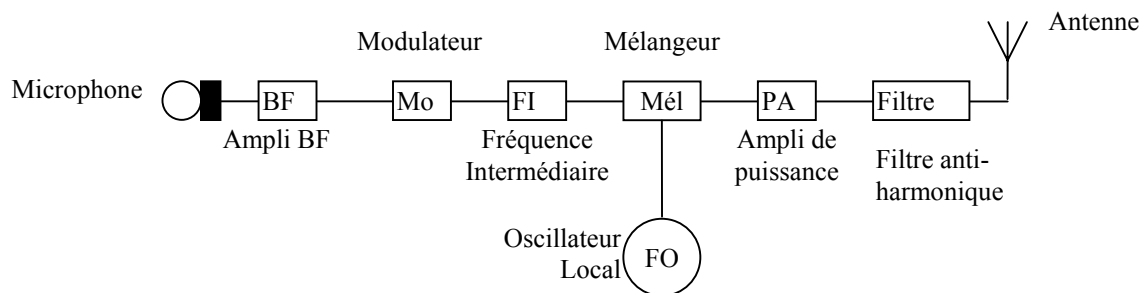 Antenne
Modulateur
Mélangeur
Microphone
BF
Mo
FI
Mél
PA
Filtre
Ampli BF
Fréquence
Intermédiaire
Ampli de
puissance
Filtre anti-
harmonique
Oscillateur
Local
FO